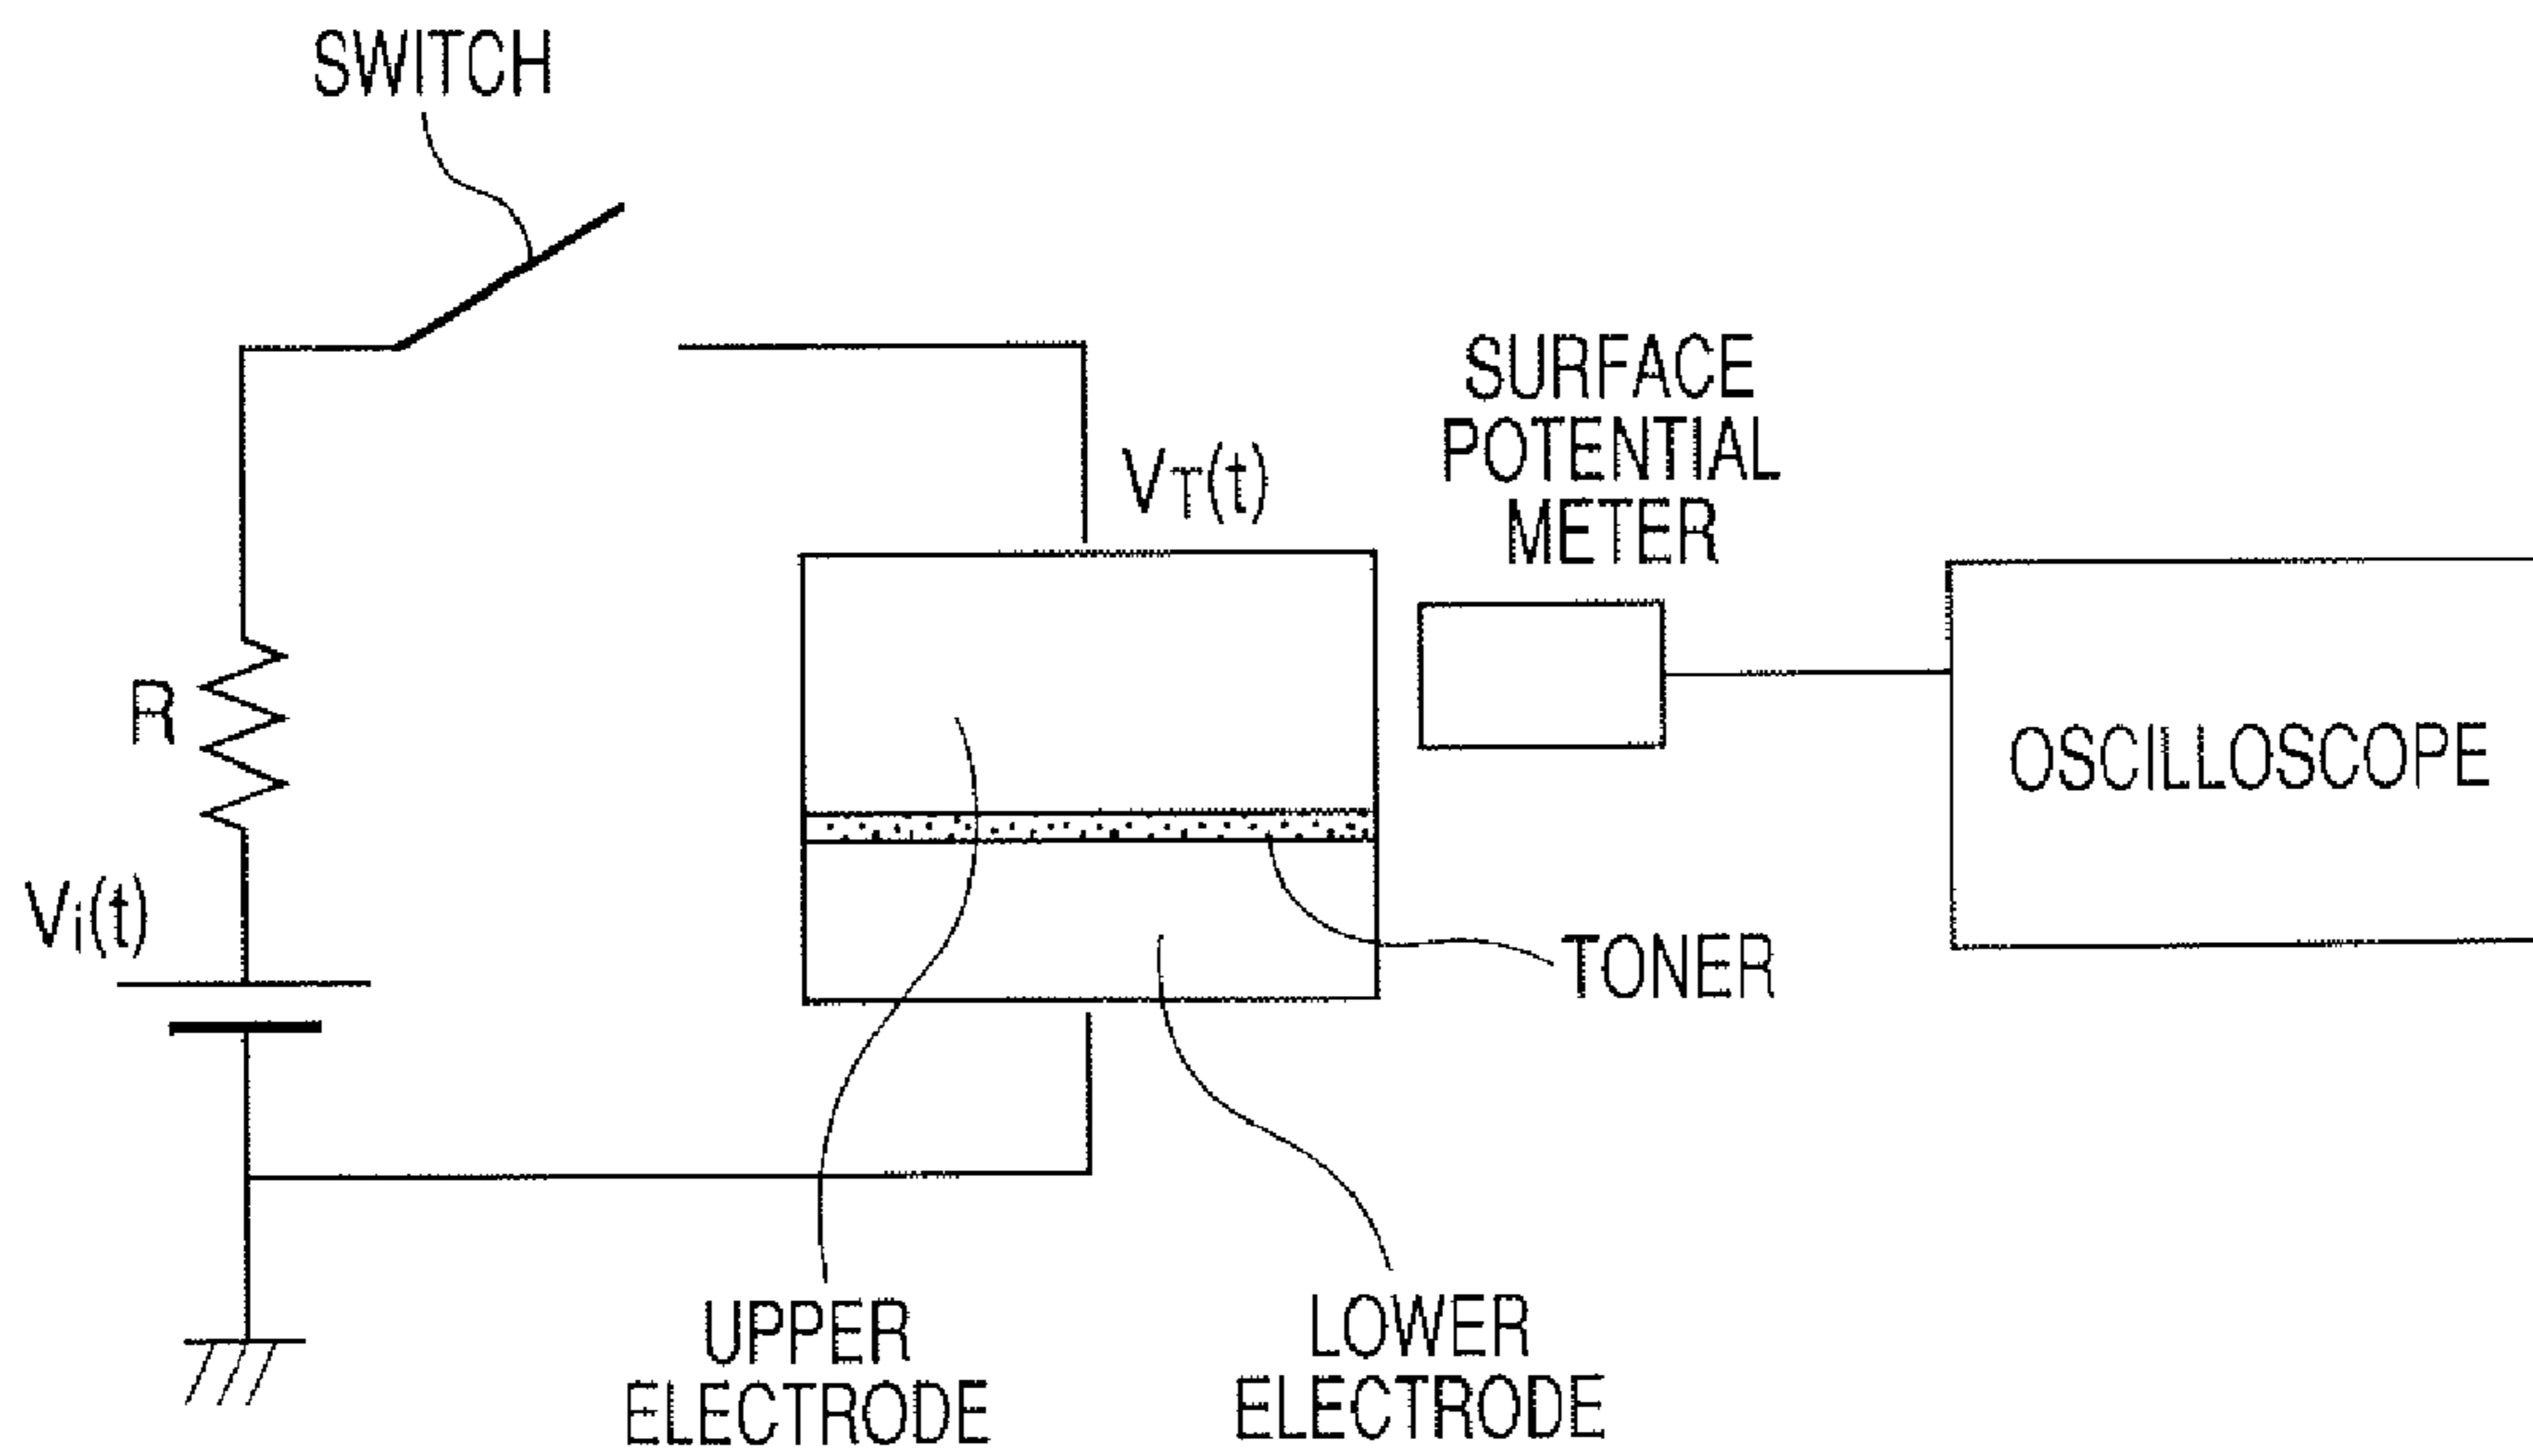 SWITCH
SURFACE
POTENTIAL
METER
VT(t)
R
OSCILLOSCOPE
Vi(t)
TONER
UPPER
ELECTRODE
LOWER
ELECTRODE